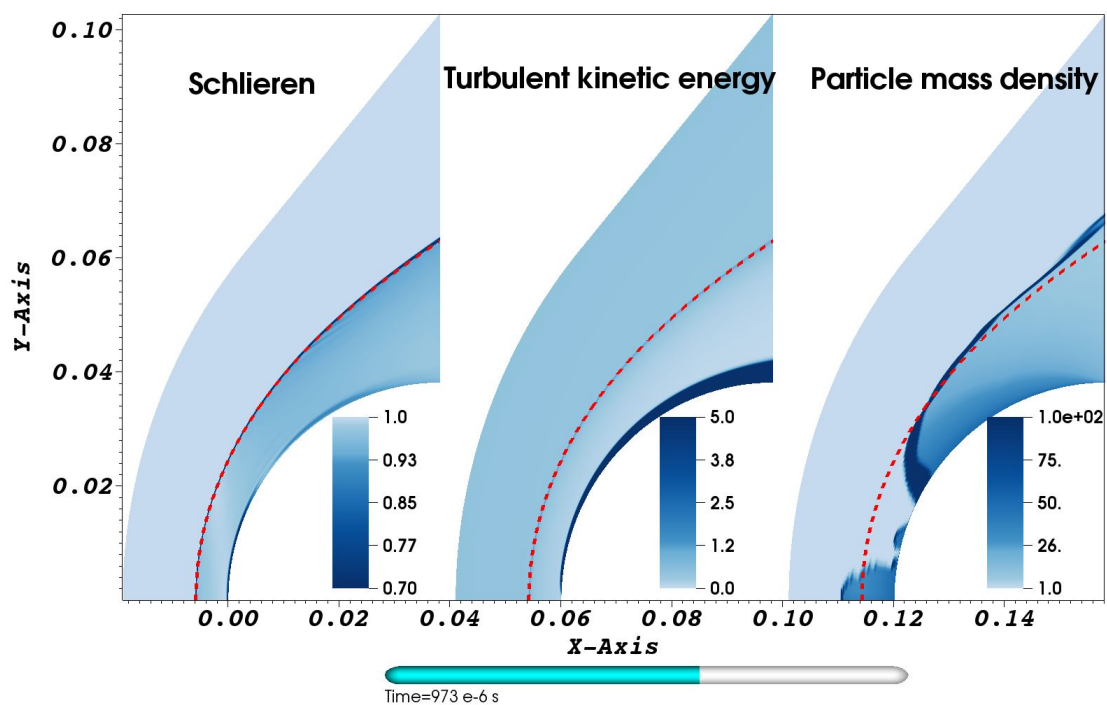 0.10
Schlieren
Turbulent kinetic energy
Particle mass density
0.08
0.06
Y-Axis
0.04
1.0
5.0
1.0e+02
0.93
3.8
75.
0.02
0.85
2.5
50.
0.77
1.2
26.
0.70
0.0
1.0
0.00 0.02 0.04 0.06 0.08 0.10 0.12 0.14
X-Axis
Time=973 e-6 s